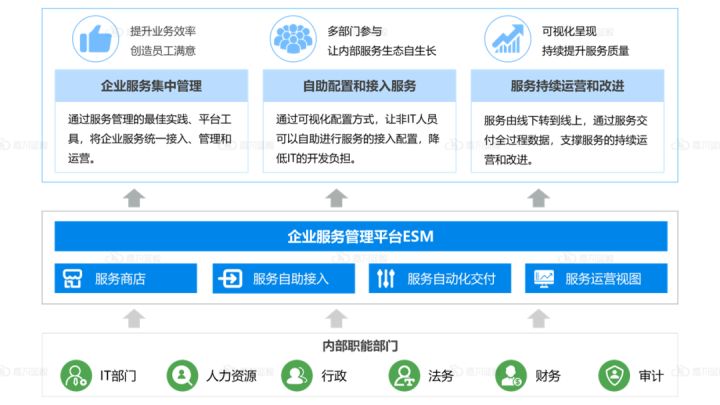 提升业务效率
创造员工满意
多部门参与
让内部服务生态自生长
可视化呈现
持续提升服务质量
企业服务集中管理
通过服务管理的最佳实践、平台工
具，将企业服务统一接入、管理和
运营。
自助配置和接入服务
通过可视化配置方式，让非IT人员
可以自助进行服务的接入配置，降
低IT的开发负担。
服务持续运营和改进
服务由线下转到线上，通过服务交
付全过程数据，支撑服务的持续运
营和改进。
企业服务管理平台ESM
服务商店
服务自助接入
服务自动化交付
服务运营视图
内部职能部门
IT部门
人力资源
行政
法务
财务
审计